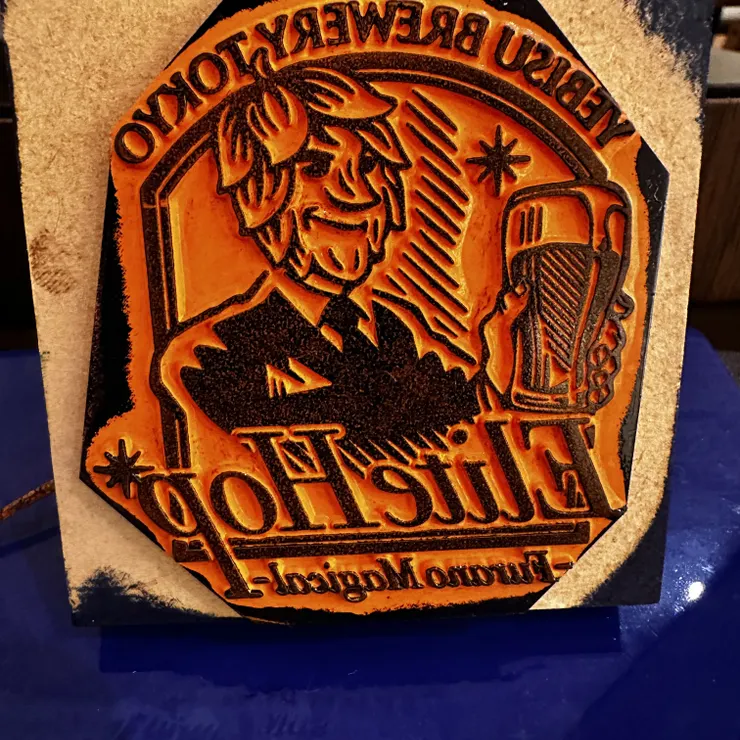 YEBISU BREWERY, TOKYO
Elite Hop
-Furano Magical-